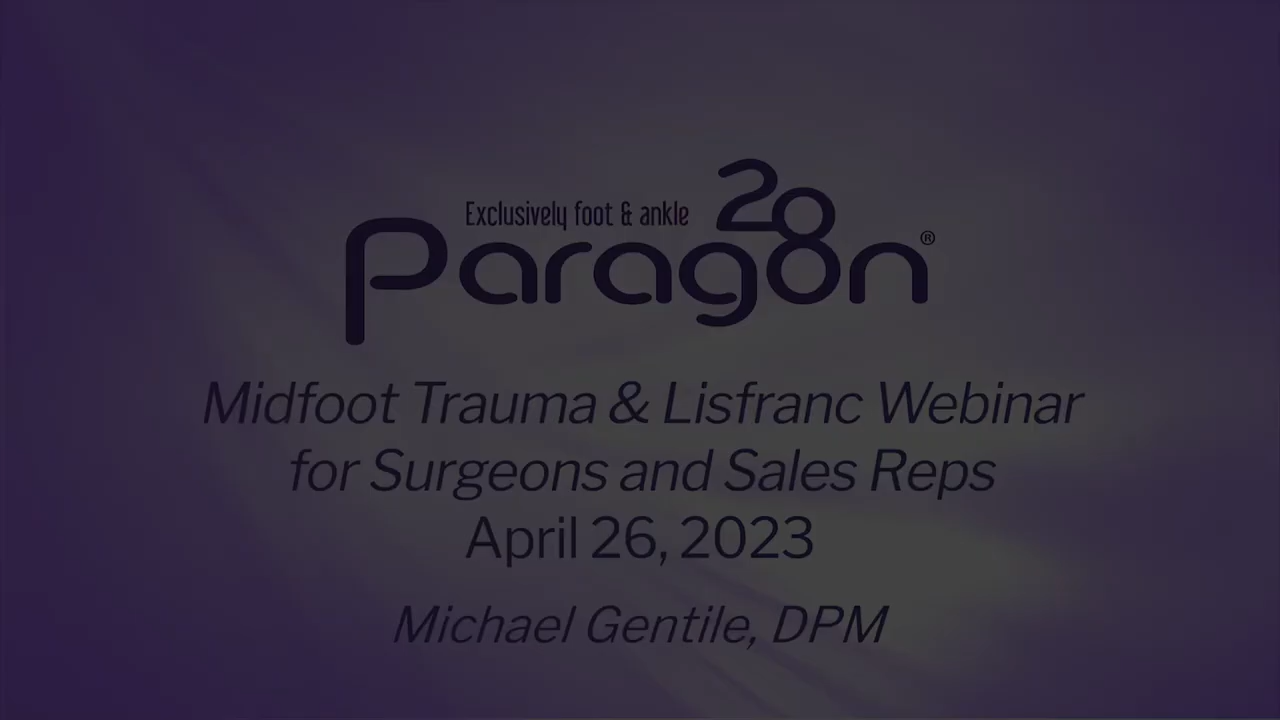 Exclusively foot & ankle
Paragon 28®
Midfoot Trauma & Lisfranc Webinar
for Surgeons and Sales Reps
April 26, 2023
Michael Gentile, DPM